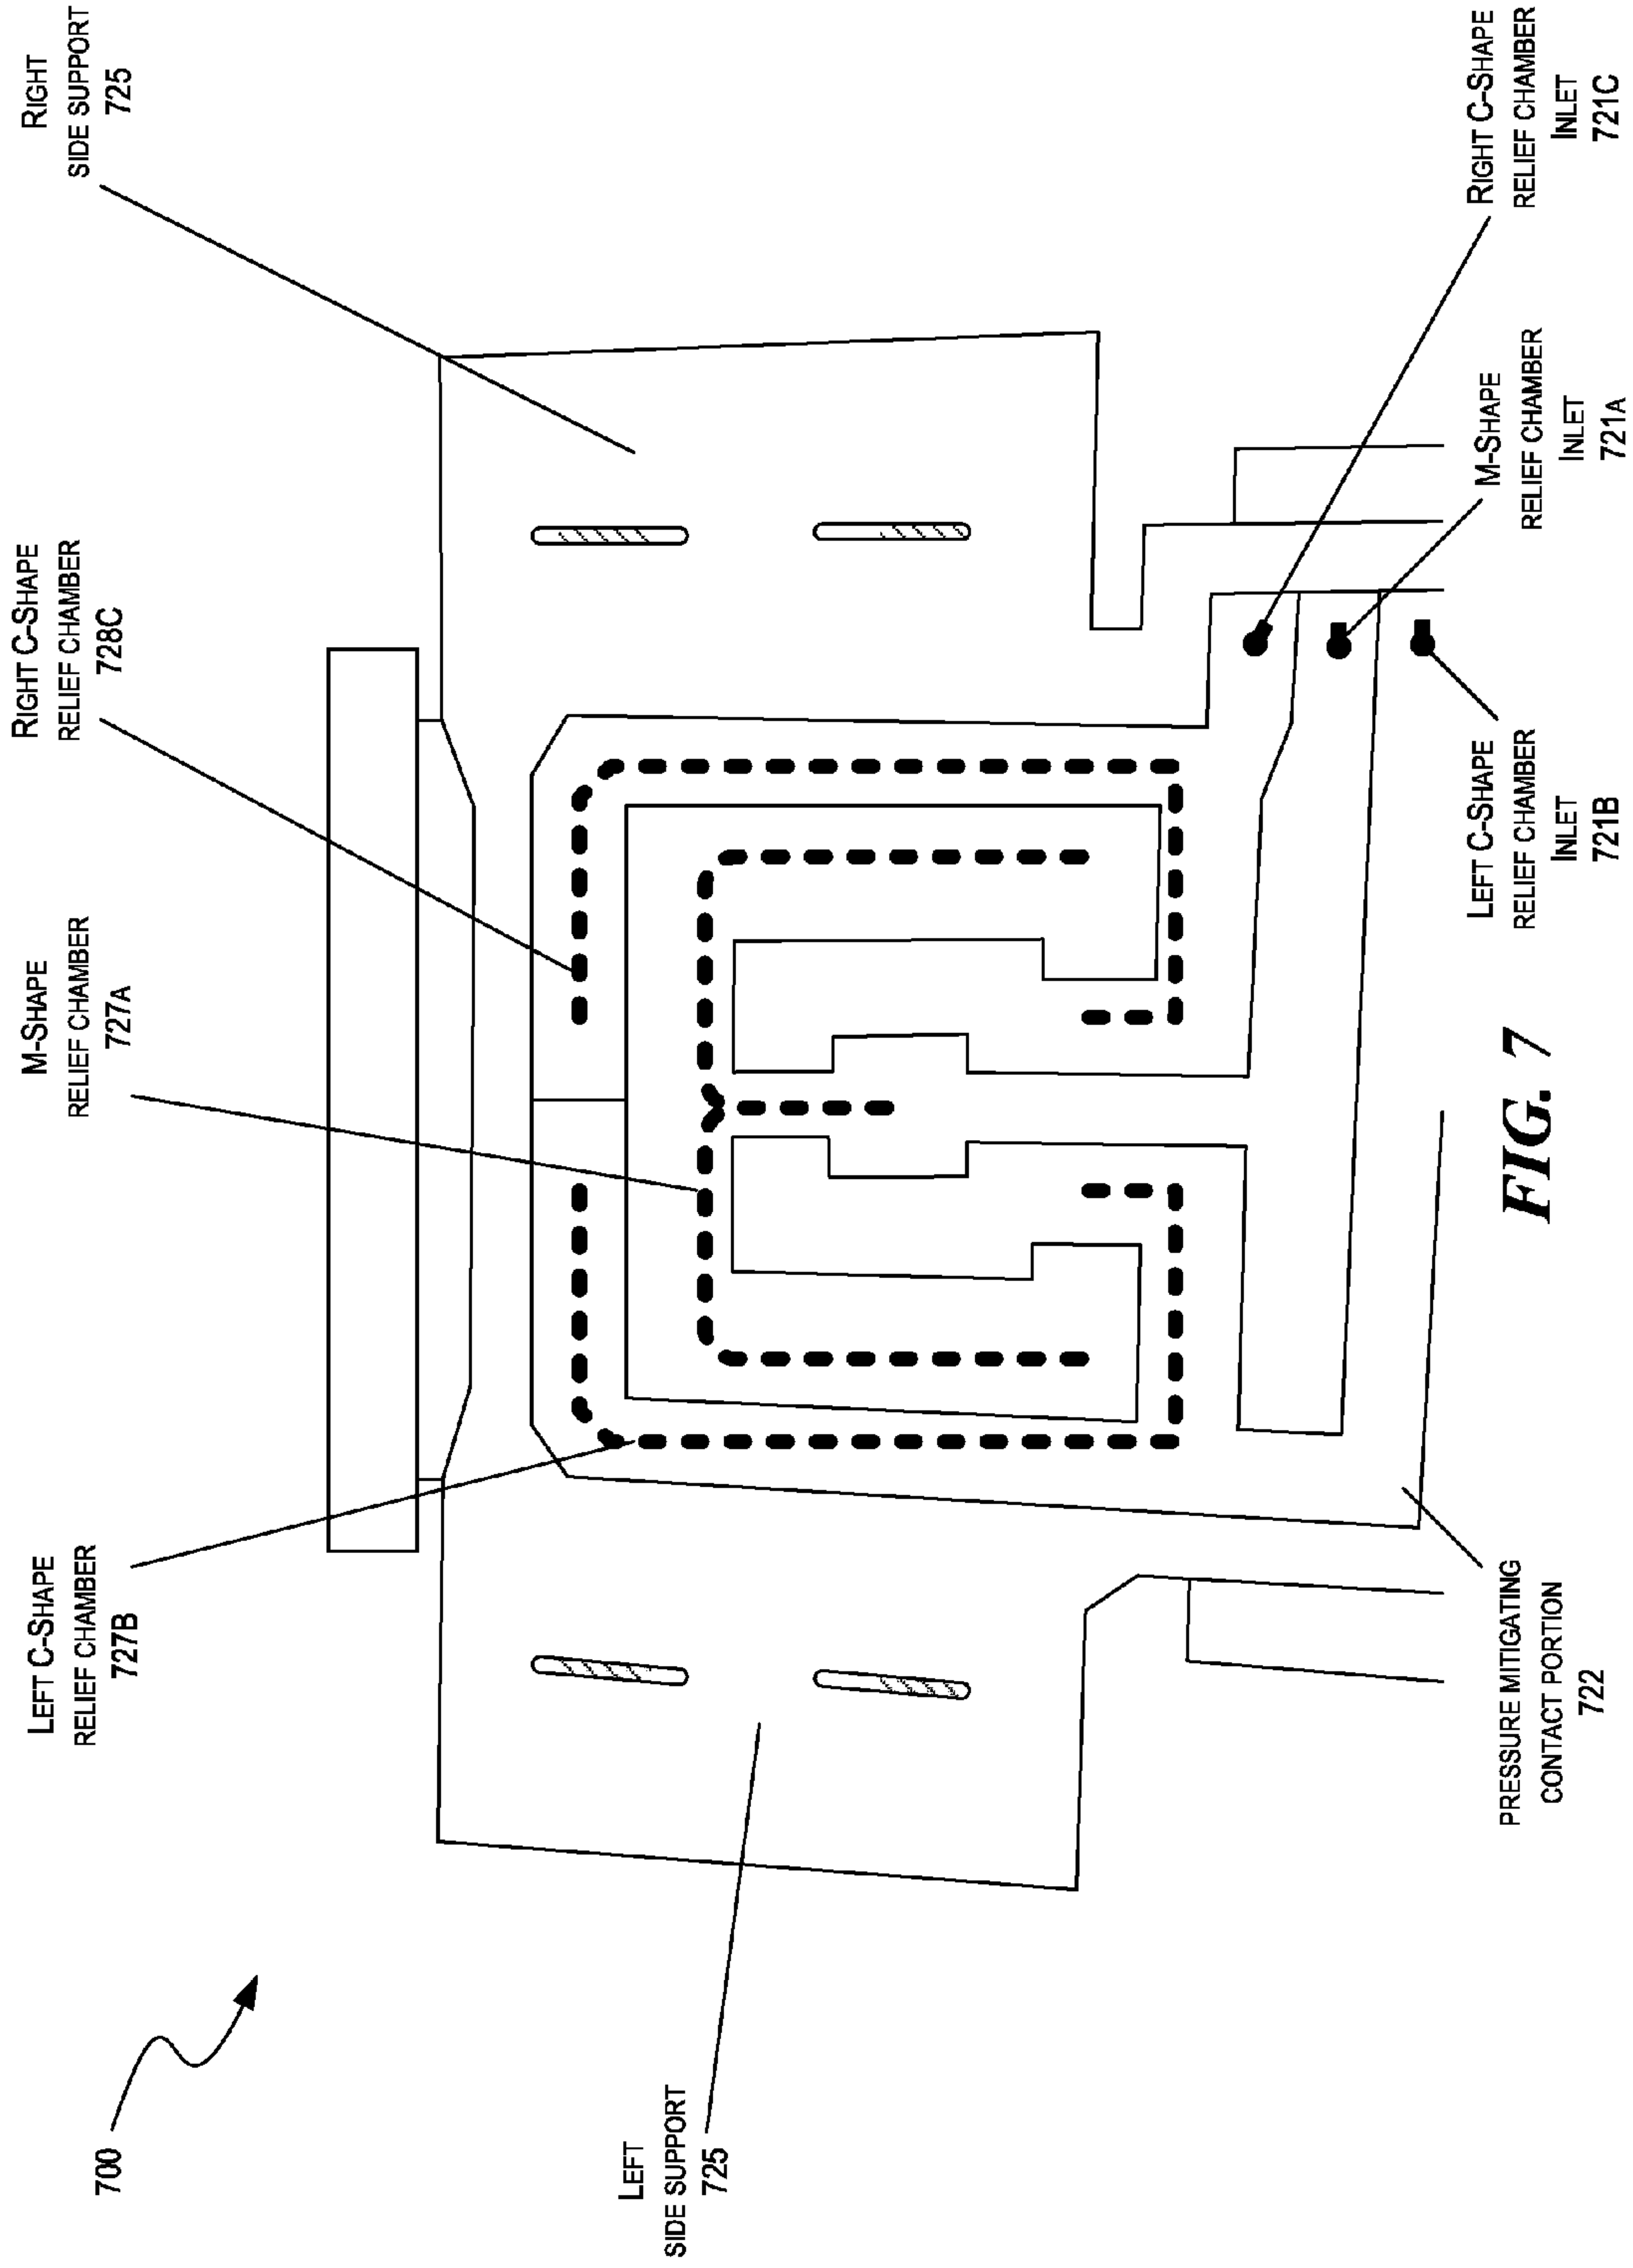 700
LEFT C-SHAPE
RELIEF CHAMBER
727B
M-SHAPE
RELIEF CHAMBER
727A
RIGHT C-SHAPE
RELIEF CHAMBER
728C
RIGHT
SIDE SUPPORT
725
LEFT
SIDE SUPPORT
725
PRESSURE MITIGATING
CONTACT PORTION
722
LEFT C-SHAPE
RELIEF CHAMBER
INLET
721B
M-SHAPE
RELIEF CHAMBER
INLET
721A
RIGHT C-SHAPE
RELIEF CHAMBER
INLET
721C
FIG. 7